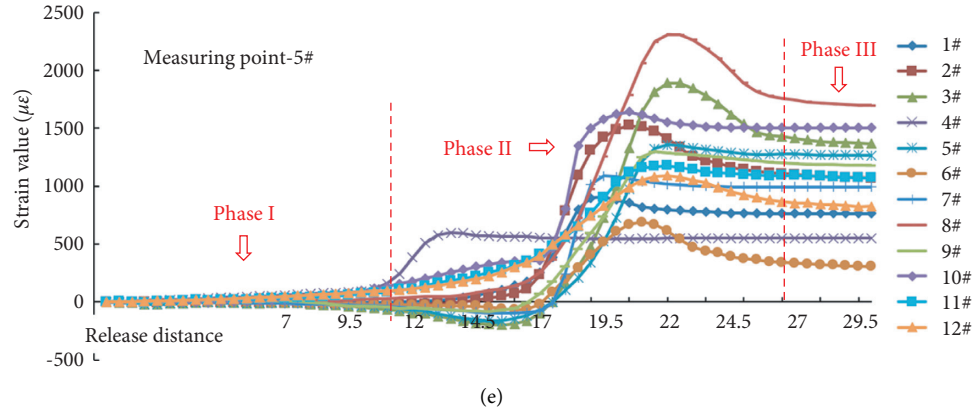 2500
2000
1500
1000
500
0
-500
Strain value (με)
Measuring point-5#
Phase I
Phase II
Phase III
Release distance
7 9.5 12 14.5 17 19.5 22 24.5 27 29.5
1#
2#
3#
4#
5#
6#
7#
8#
9#
10#
11#
12#
(e)